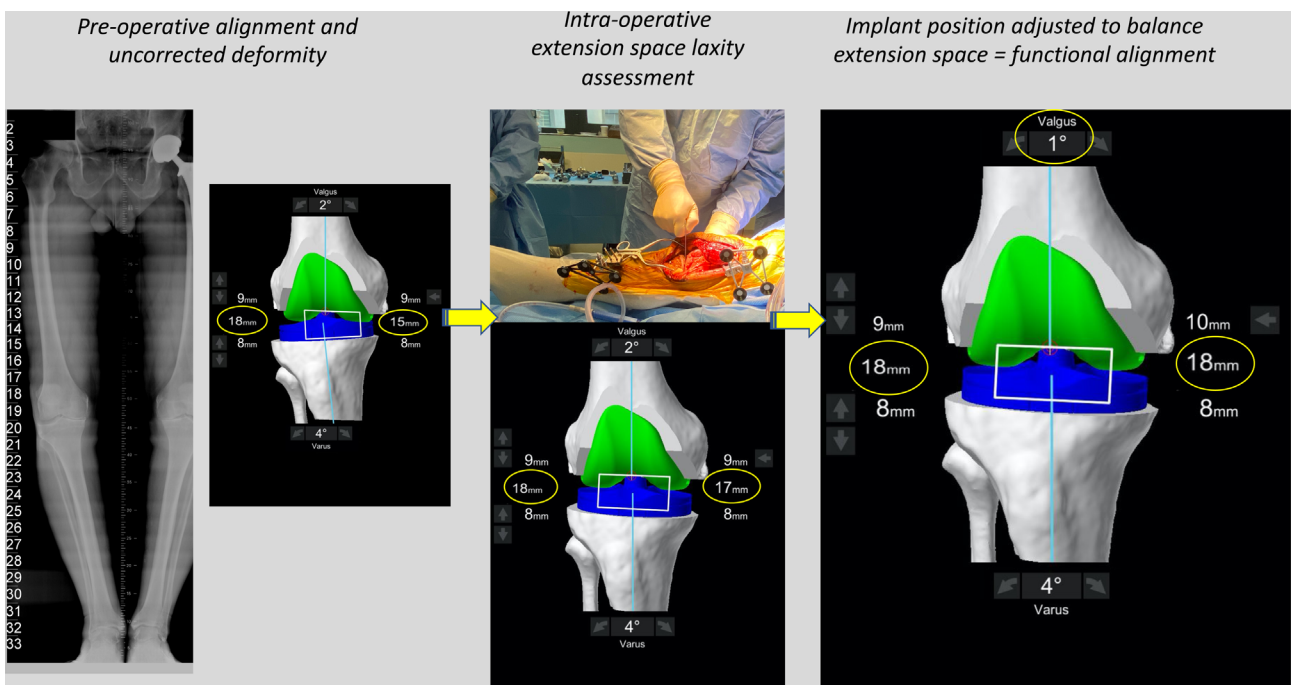 Pre-operative alignment and
uncorrected deformity
Intra-operative
extension space laxity
assessment
Implant position adjusted to balance
extension space = functional alignment
2
3
4
5
6
7
8
9
10
11
12
13
14
15
16
17
18
19
20
21
22
23
24
25
26
27
28
29
30
31
32
33
Valgus
2°
9mm 9mm
18mm 15mm
8mm 8mm
4°
Varus
Valgus
2°
9mm 9mm
18mm 17mm
8mm 8mm
4°
Varus
Valgus
1°
9mm 10mm
18mm 18mm
8mm 8mm
4°
Varus